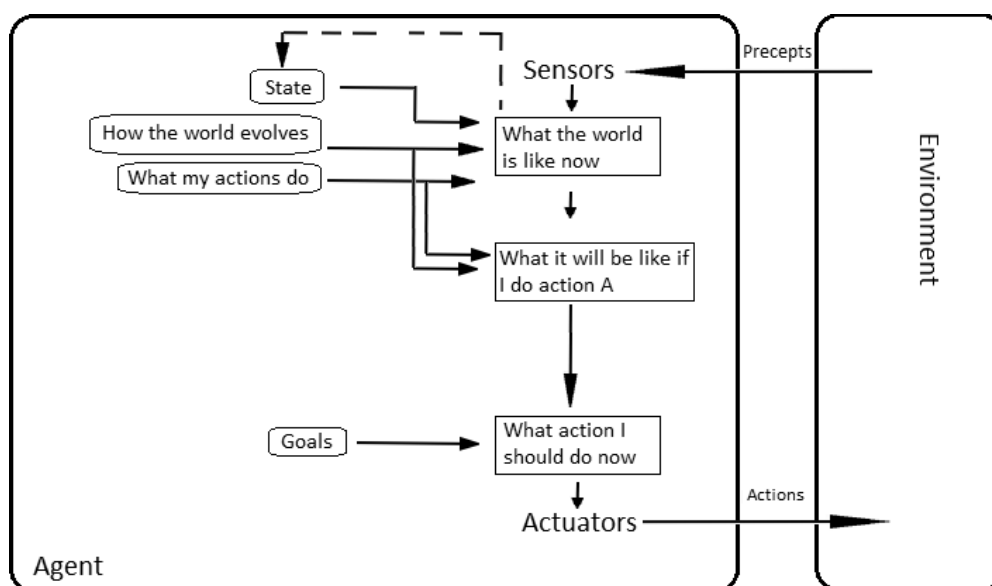 Precepts
Sensors
State
How the world evolves
What the world
is like now
What my actions do
Environment
What it will be like if
I do action A
Goals
What action I
should do now
Actions
Actuators
Agent